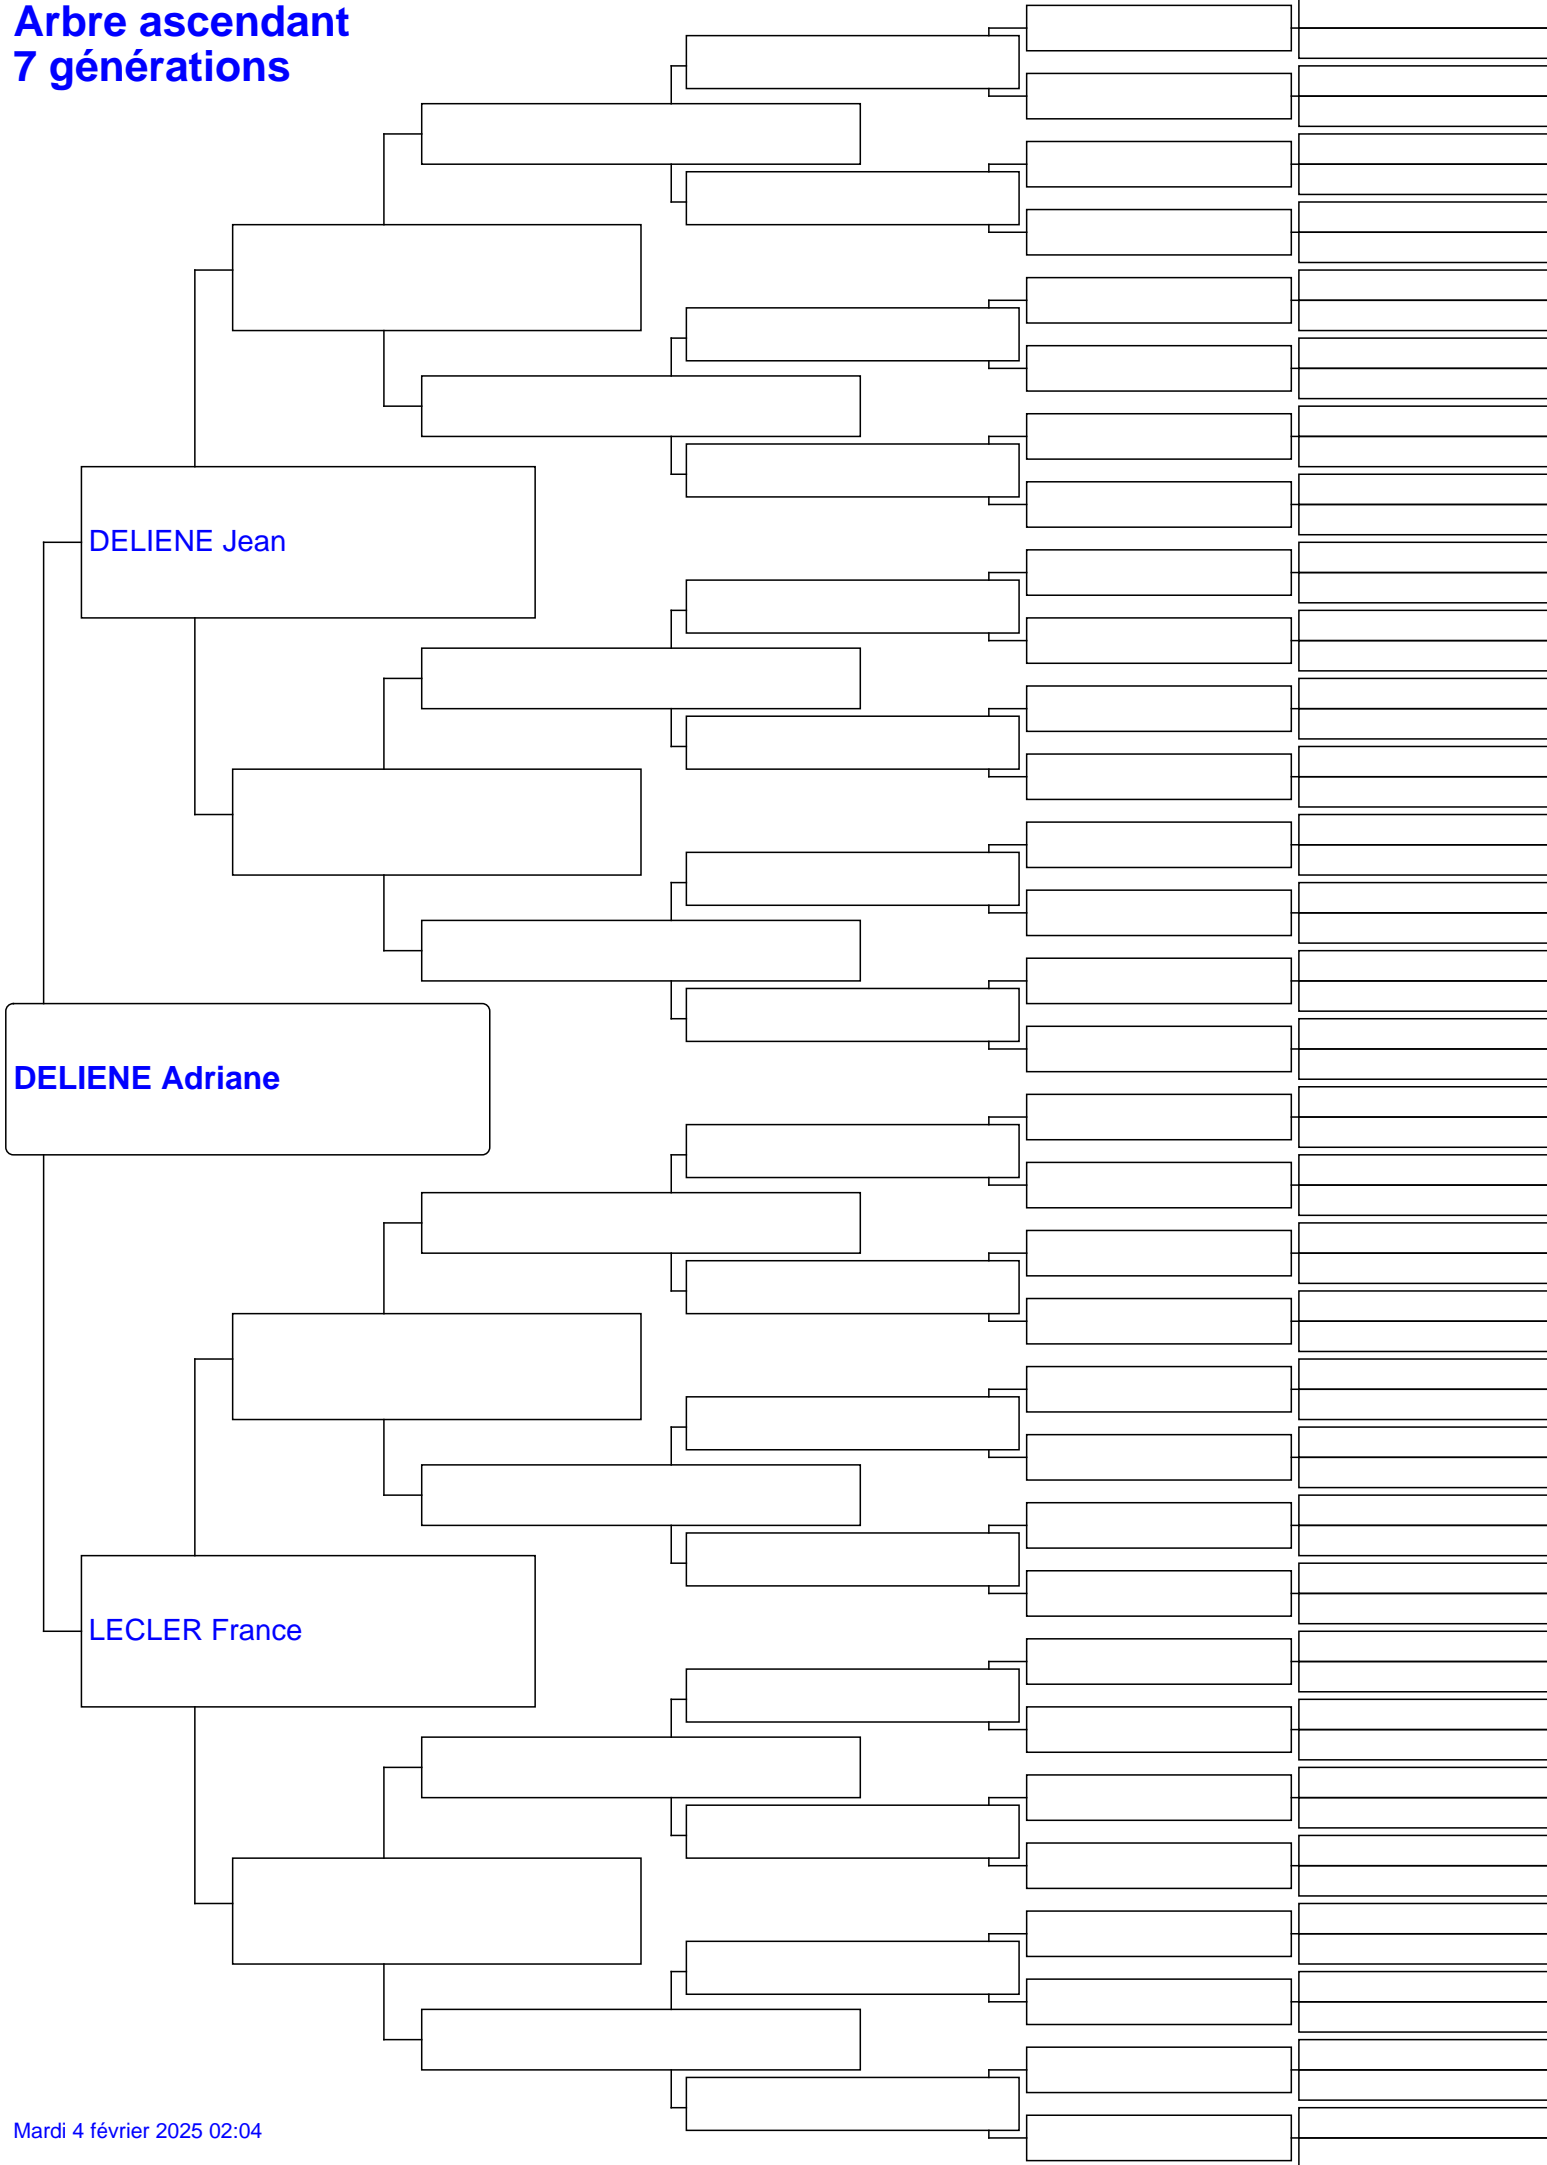 Arbre ascendant
7 générations
DELIENE Jean
DELIENE Adriane
LECLER France
Mardi 4 février 2025 02:04